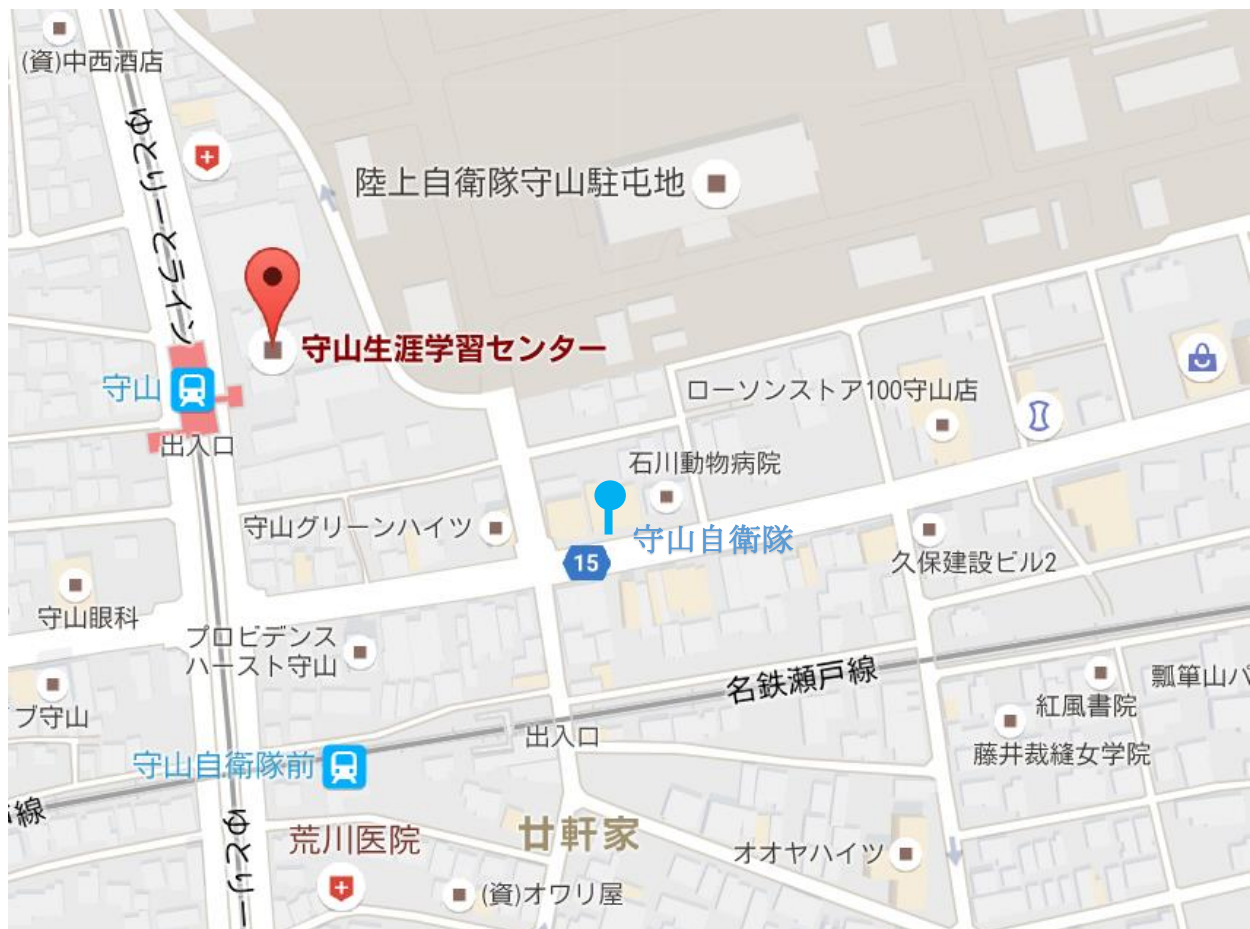 (資)中西酒店
ゆとりーとライン
陸上自衛隊守山駐屯地
守山生涯学習センター
守山
出入口
ローソンストア100守山店
石川動物病院
守山グリーンハイツ
守山自衛隊
15
久保建設ビル2
守山眼科
プロビデンス
ハースト守山
名鉄瀬戸線
瓢箪山パ
ブ守山
紅風書院
出入口
藤井裁縫女学院
守山自衛隊前
線
ゆとりー
荒川医院
廿軒家
オオヤハイツ
(資)オワリ屋